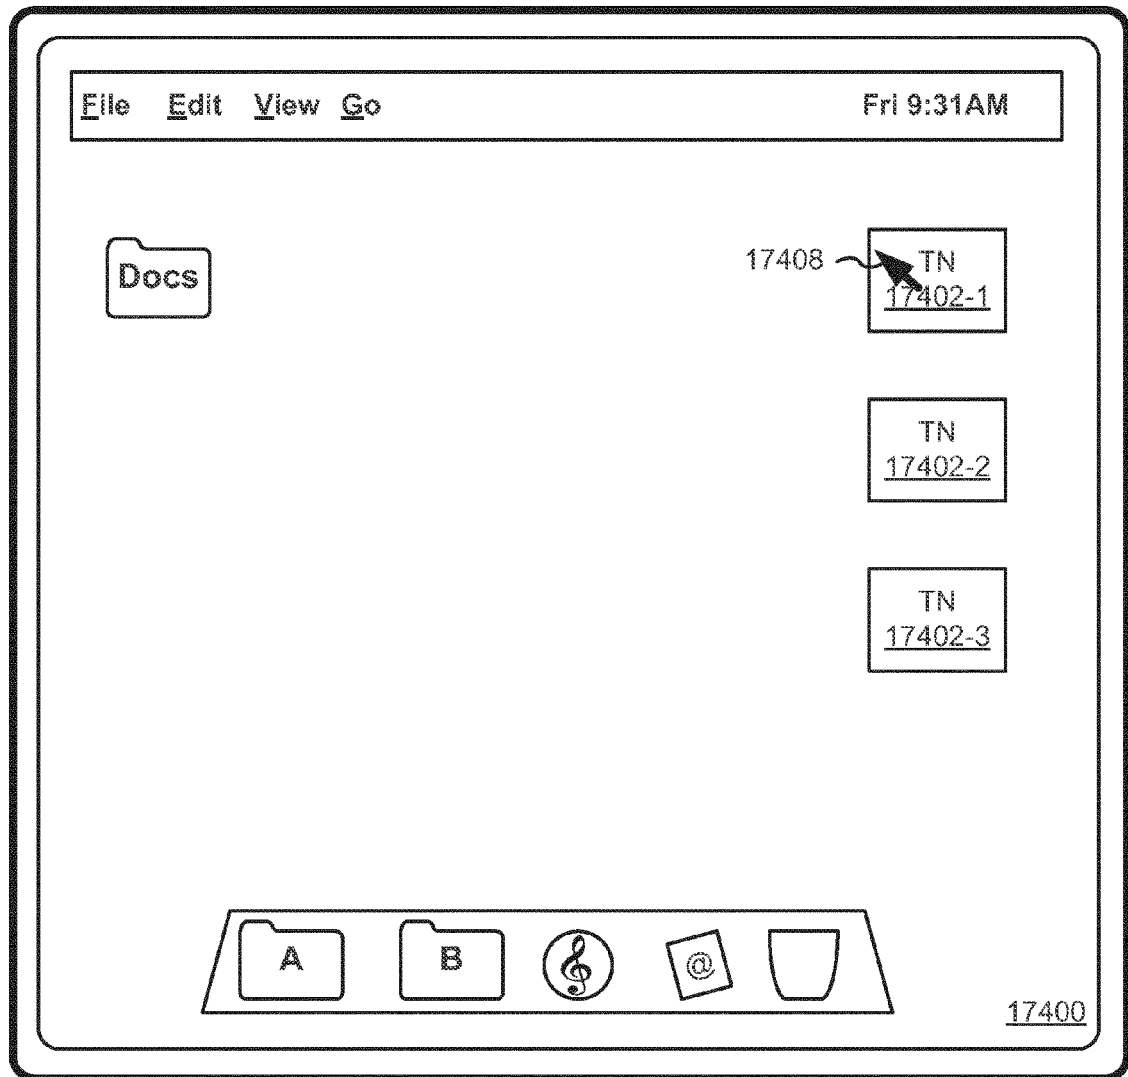 File Edit View Go Fri 9:31AM
Docs
17408
TN
17402-1
TN
17402-2
TN
17402-3
A B @
17400